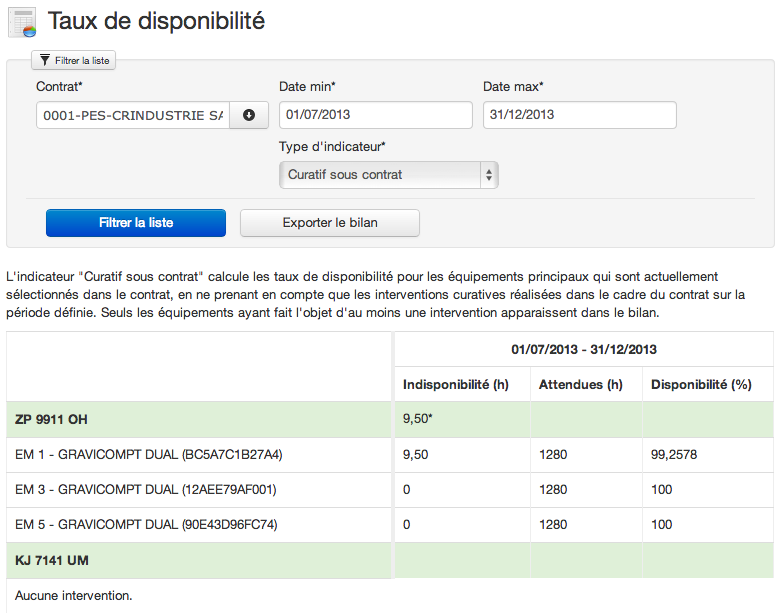 Taux de disponibilité
Filtrer la liste
Contrat*
Date min*
Date max*
0001-PES-CRINDUSTRIE SA
01/07/2013
31/12/2013
Type d'indicateur*
Curatif sous contrat
Filtrer la liste
Exporter le bilan
L'indicateur "Curatif sous contrat" calcule les taux de disponibilité pour les équipements principaux qui sont actuellement
sélectionnés dans le contrat, en ne prenant en compte que les interventions curatives réalisées dans le cadre du contrat sur la
période définie. Seuls les équipements ayant fait l'objet d'au moins une intervention apparaissent dans le bilan.
01/07/2013 - 31/12/2013
Indisponibilité (h) Attendues (h) Disponibilité (%)
ZP 9911 OH 9,50*
EM 1 - GRAVICOMPT DUAL (BC5A7C1B27A4) 9,50 1280 99,2578
EM 3 - GRAVICOMPT DUAL (12AEE79AF001) 0 1280 100
EM 5 - GRAVICOMPT DUAL (90E43D96FC74) 0 1280 100
KJ 7141 UM
Aucune intervention.